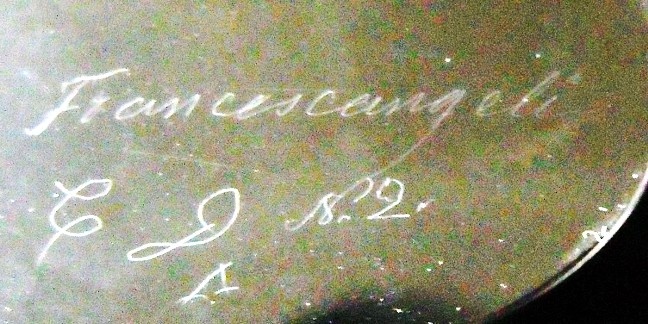 Francescangeli
C D N. 2.
A